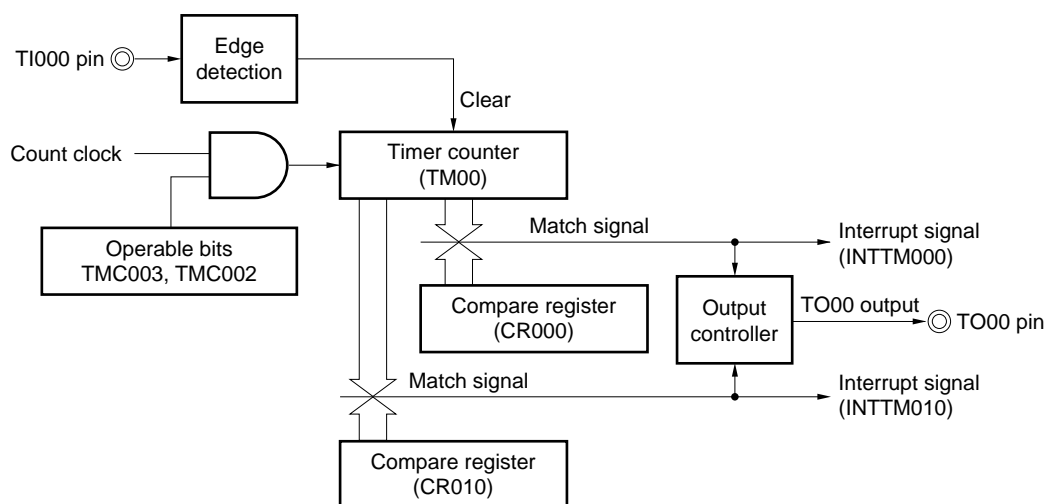 Edge
detection
TI000 pin
Clear
Count clock
Timer counter
(TM00)
Operable bits
TMC003, TMC002
Match signal
Interrupt signal
(INTTM000)
Compare register
(CR000)
Output
controller
TO00 output
TO00 pin
Match signal
Interrupt signal
(INTTM010)
Compare register
(CR010)